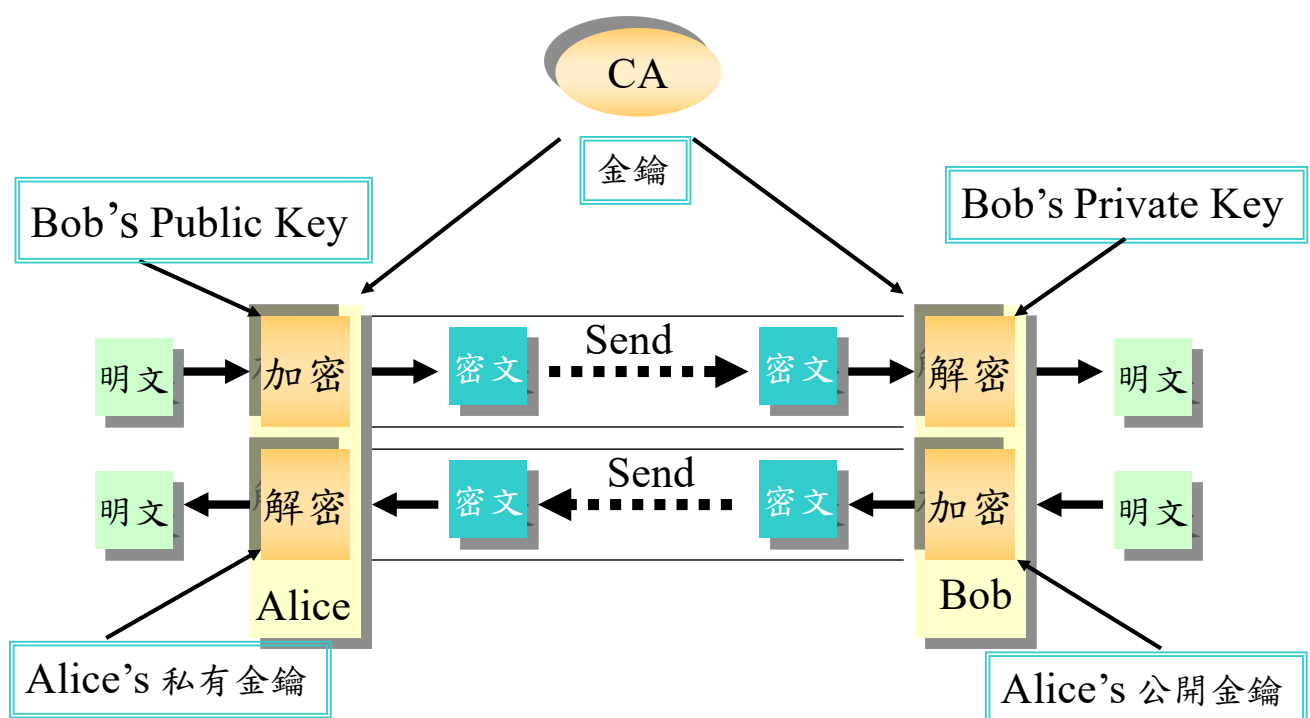 CA
金鑰
Bob’s Public Key
Bob’s Private Key
明文
加密
密文
Send
密文
解密
明文
明文
解密
密文
Send
密文
加密
明文
Alice
Bob
Alice’s 私有金鑰
Alice’s 公開金鑰